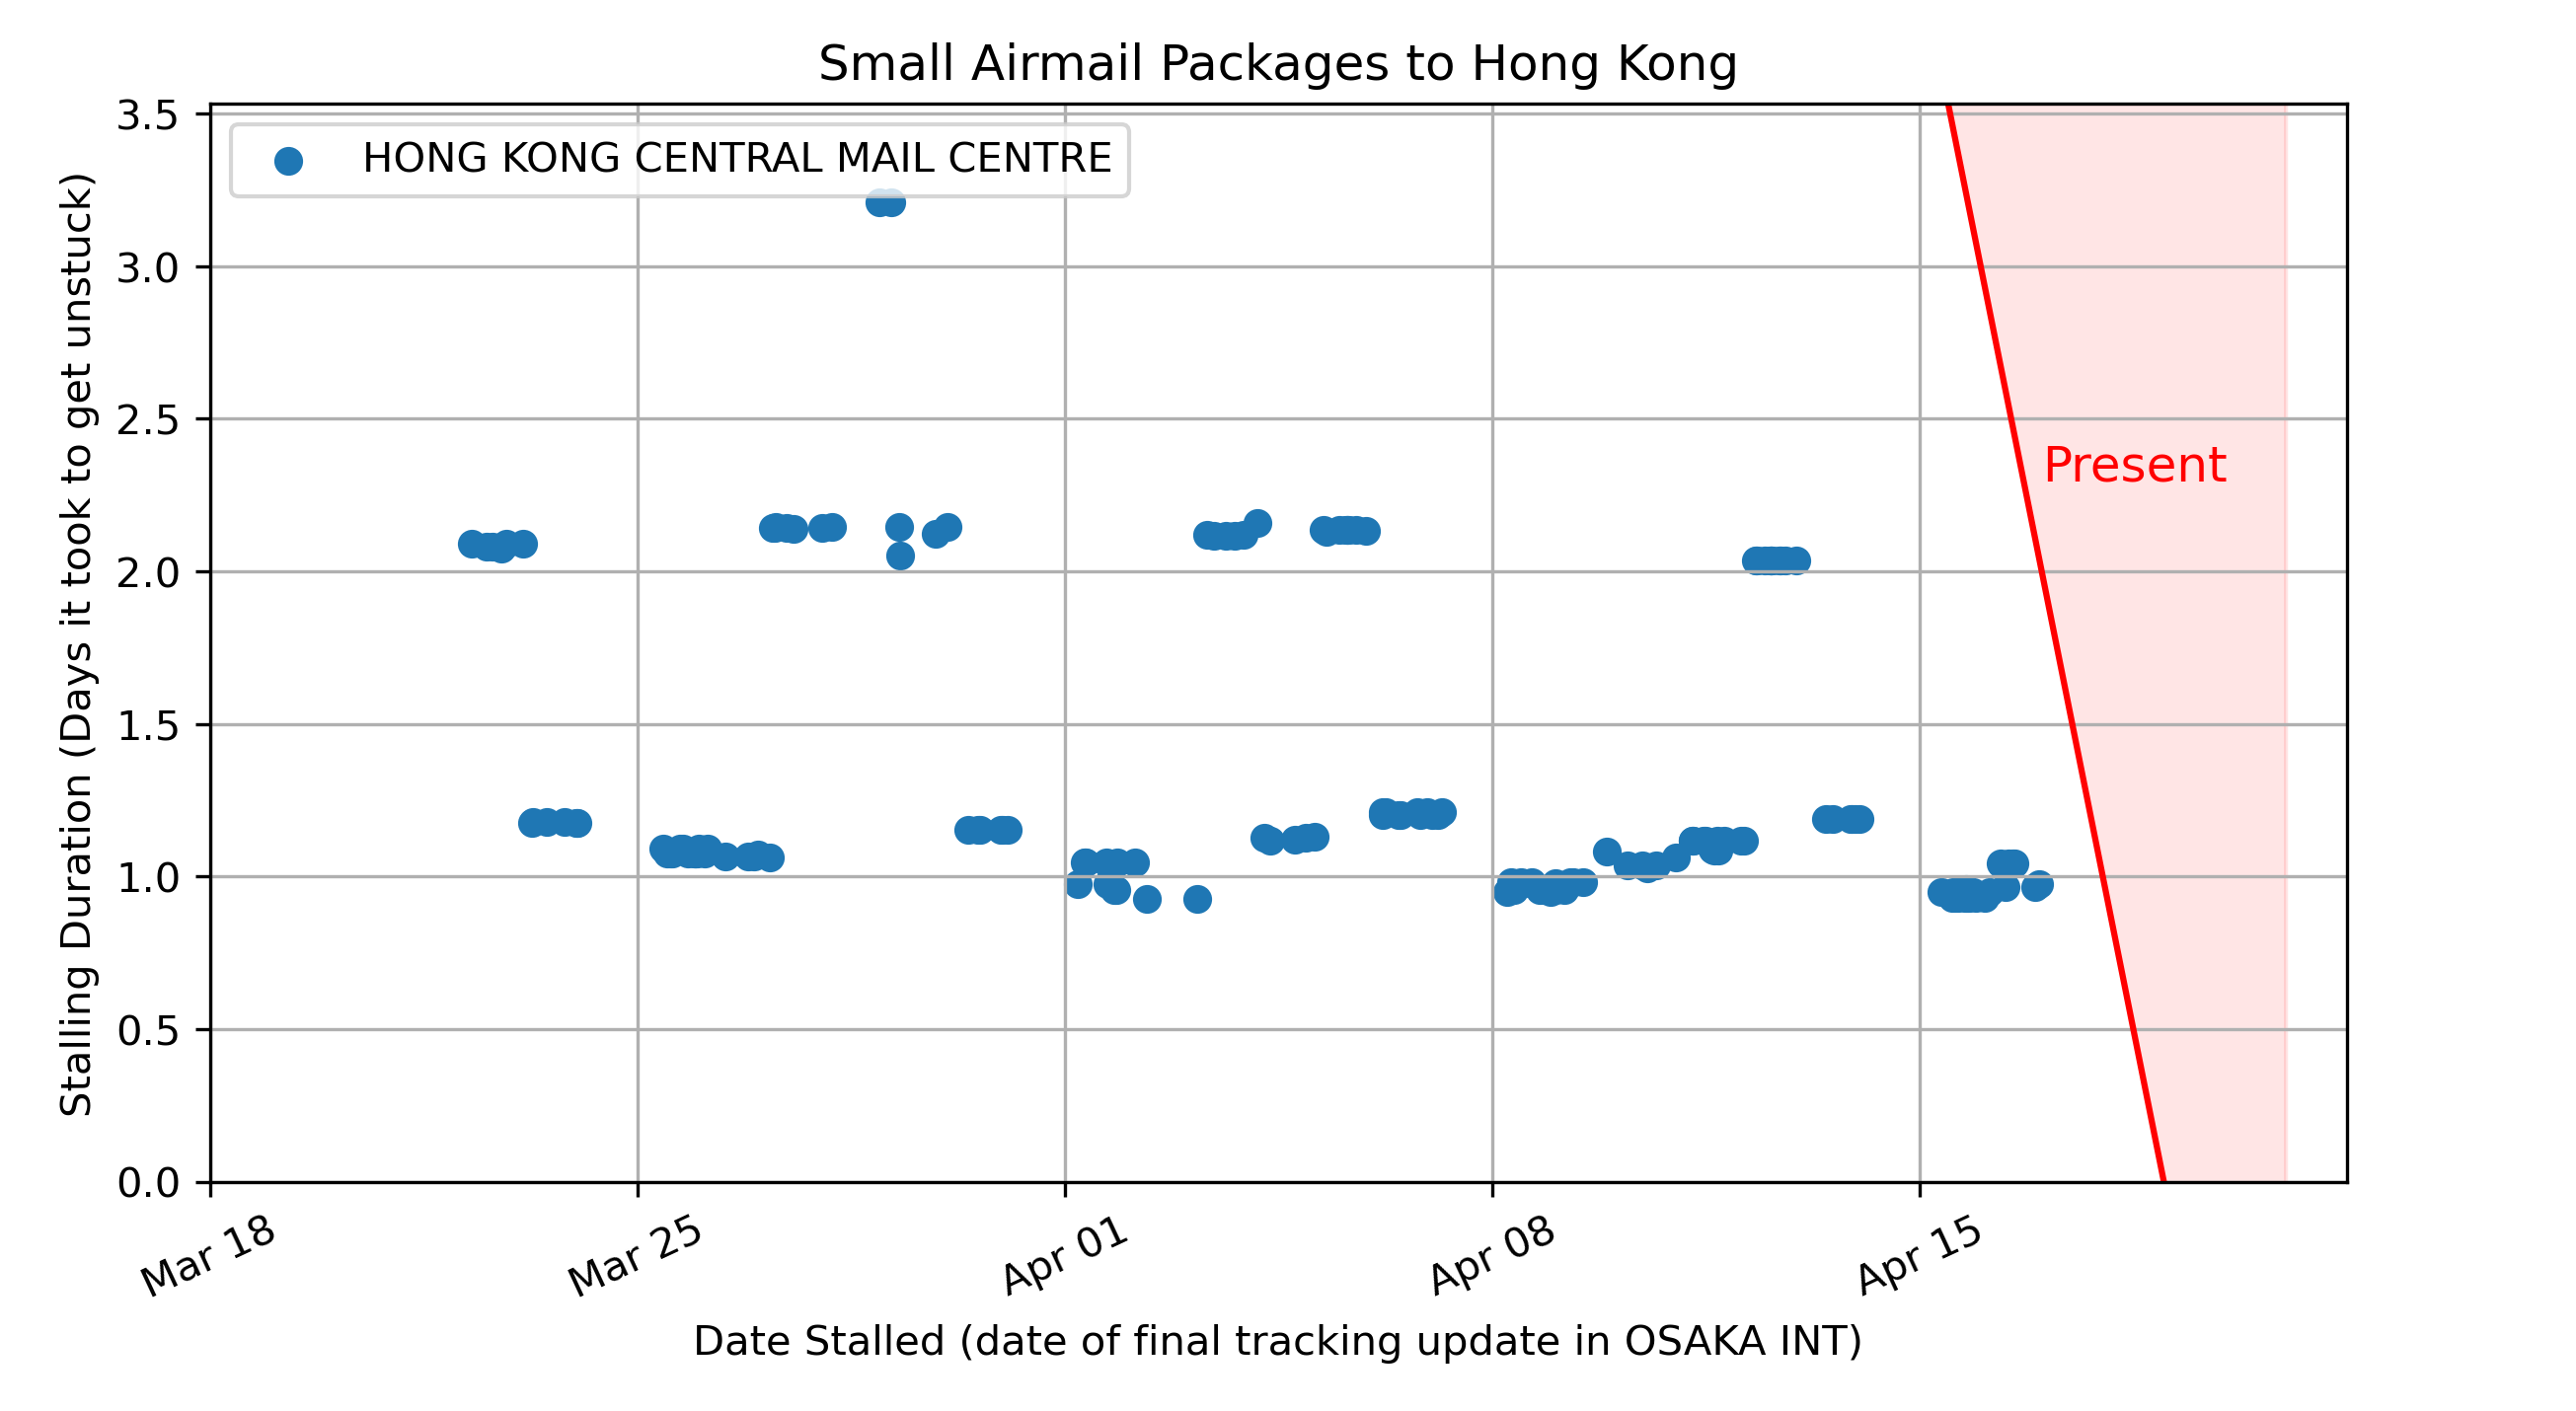 Small Airmail Packages to Hong Kong
HONG KONG CENTRAL MAIL CENTRE
Present
Stalling Duration (Days it took to get unstuck)
3.5
3.0
2.5
2.0
1.5
1.0
0.5
0.0
Mar 18
Mar 25
Apr 01
Apr 08
Apr 15
Date Stalled (date of final tracking update in OSAKA INT)